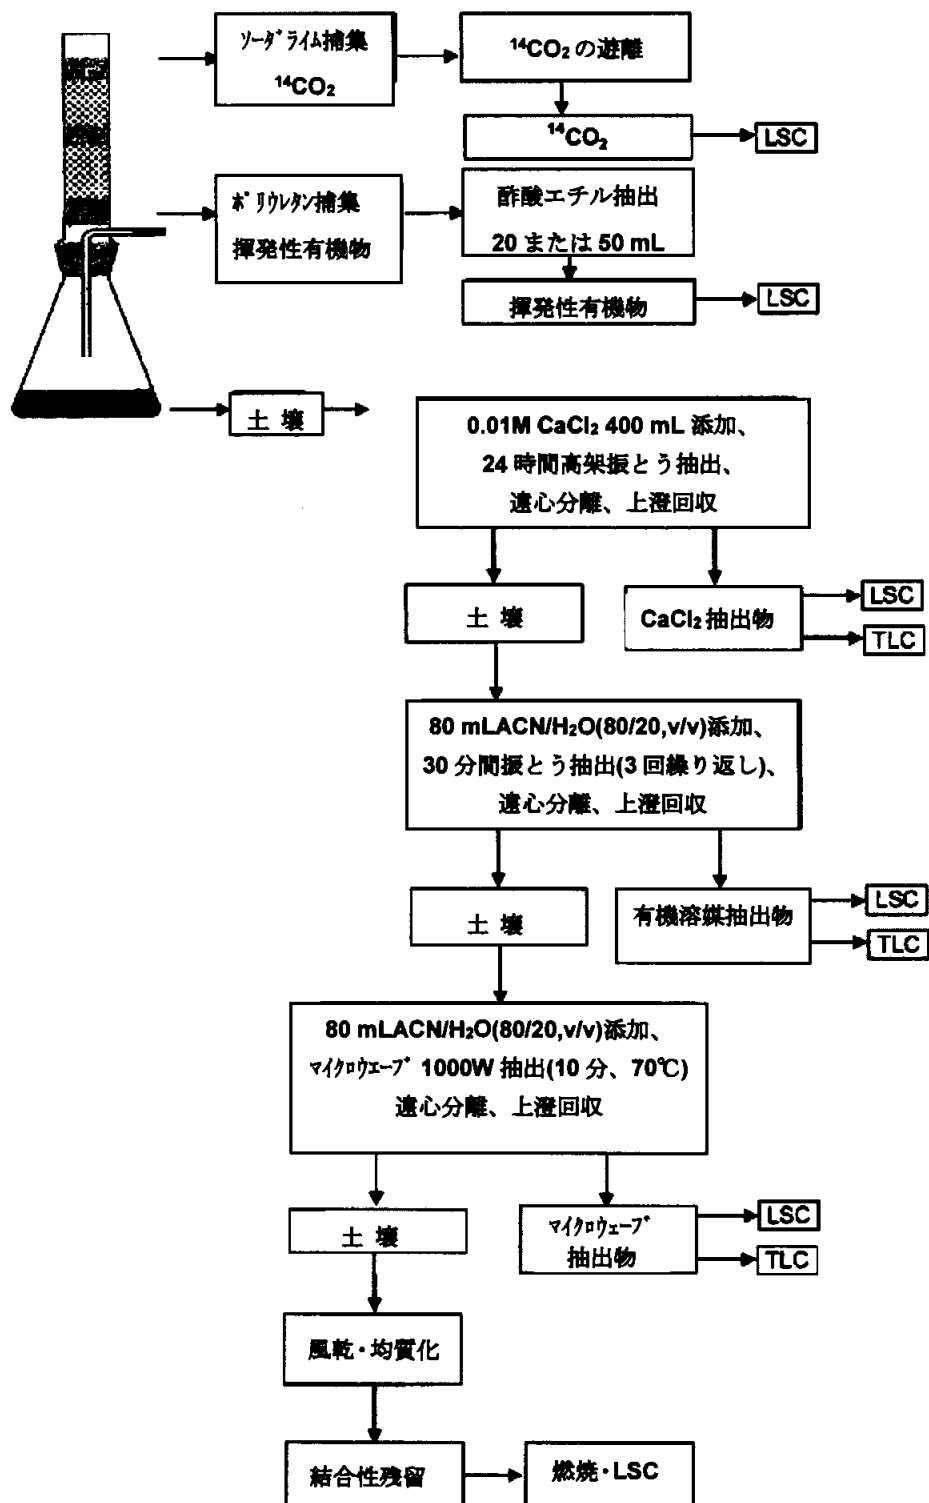 ソーダライム捕集
¹⁴CO₂
¹⁴CO₂の遊離
¹⁴CO₂
LSC
ポリウレタン捕集
揮発性有機物
酢酸エチル抽出
20 または 50 mL
揮発性有機物
LSC
土 壌
0.01M CaCl₂ 400 mL 添加、
24 時間高架振とう抽出、
遠心分離、上澄回収
土 壌
CaCl₂ 抽出物
LSC
TLC
80 mLACN/H₂O(80/20,v/v)添加、
30 分間振とう抽出(3 回繰り返し)、
遠心分離、上澄回収
土 壌
有機溶媒抽出物
LSC
TLC
80 mLACN/H₂O(80/20,v/v)添加、
マイクロウエーブ 1000W 抽出(10 分、70℃)
遠心分離、上澄回収
土 壌
マイクロウェーブ
抽出物
LSC
TLC
風乾・均質化
結合性残留
燃焼・LSC